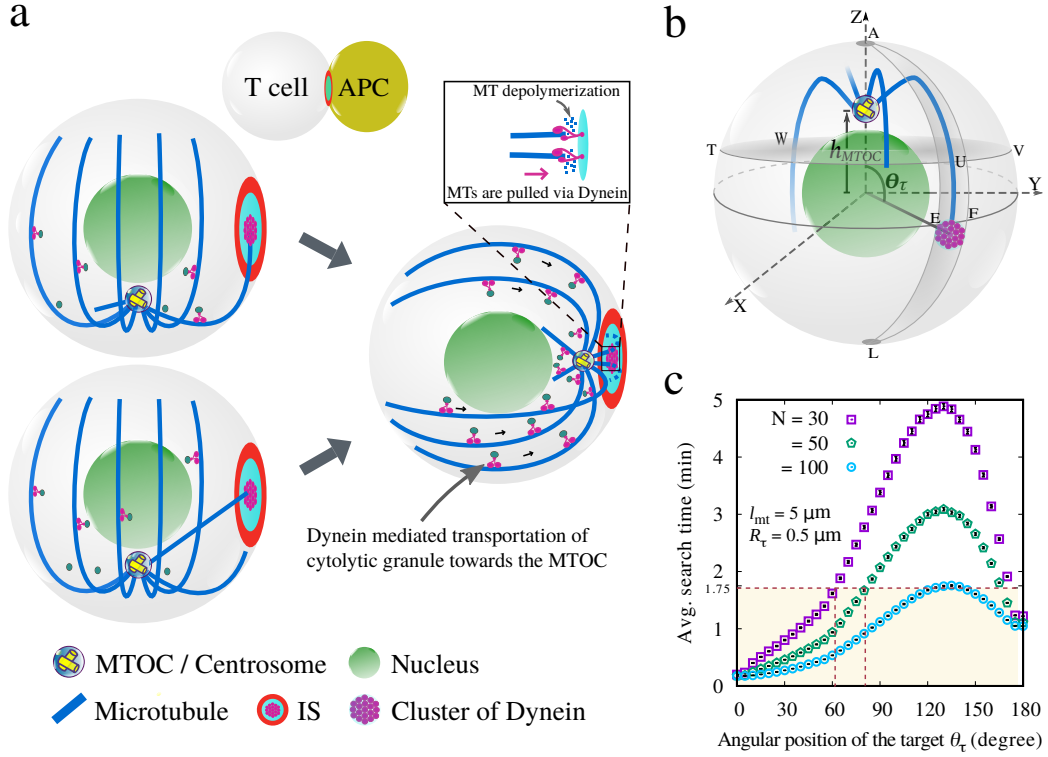 a
T cell
APC
MT depolymerization
MTs are pulled via Dynein
Dynein mediated transportation of
cytolytic granule towards the MTOC
MTOC / Centrosome
Nucleus
Microtubule
IS
Cluster of Dynein
b
Z
A
W
T
h_MTOC
U
V
θ_τ
Y
E
F
X
L
c
5
N = 30
= 50
4
= 100
l_mt = 5 μm
3
R_τ = 0.5 μm
2
1.75
1
0
0 30 60 90 120 150 180
Avg. search time (min)
Angular position of the target θ_τ (degree)